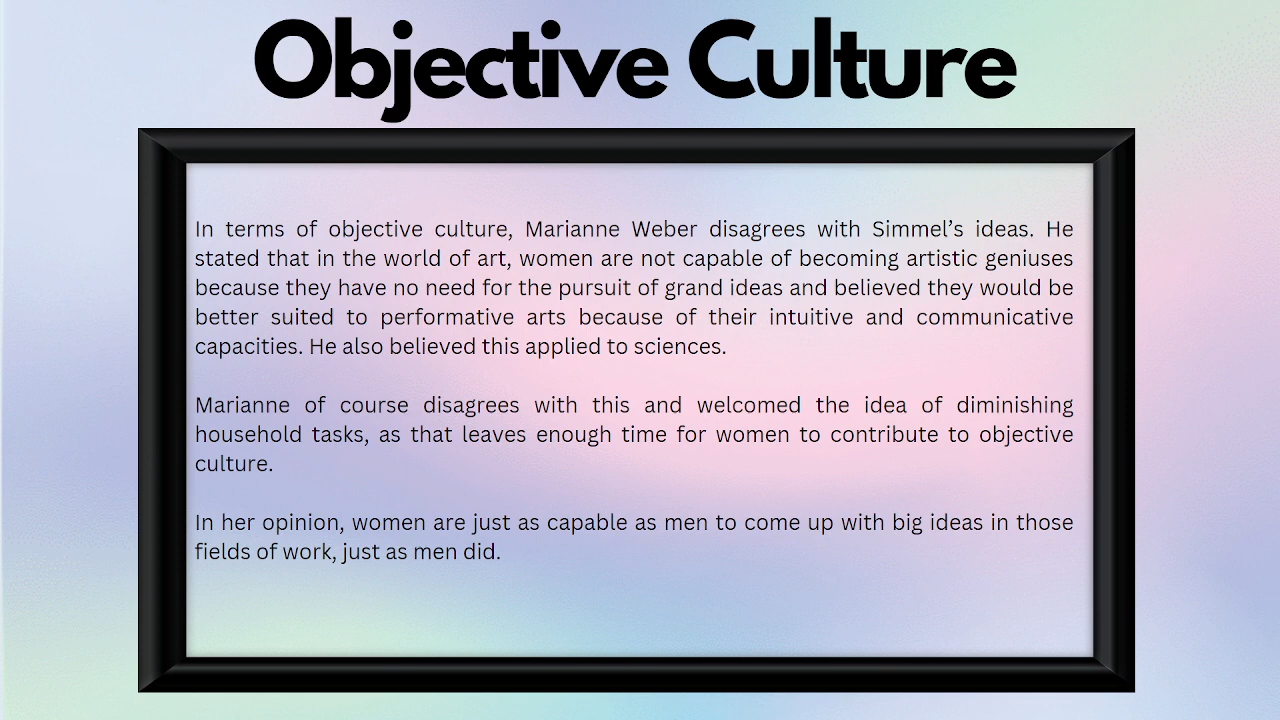 Objective Culture
In terms of objective culture, Marianne Weber disagrees with Simmel’s ideas. He
stated that in the world of art, women are not capable of becoming artistic geniuses
because they have no need for the pursuit of grand ideas and believed they would be
better suited to performative arts because of their intuitive and communicative
capacities. He also believed this applied to sciences.
Marianne of course disagrees with this and welcomed the idea of diminishing
household tasks, as that leaves enough time for women to contribute to objective
culture.
In her opinion, women are just as capable as men to come up with big ideas in those
fields of work, just as men did.